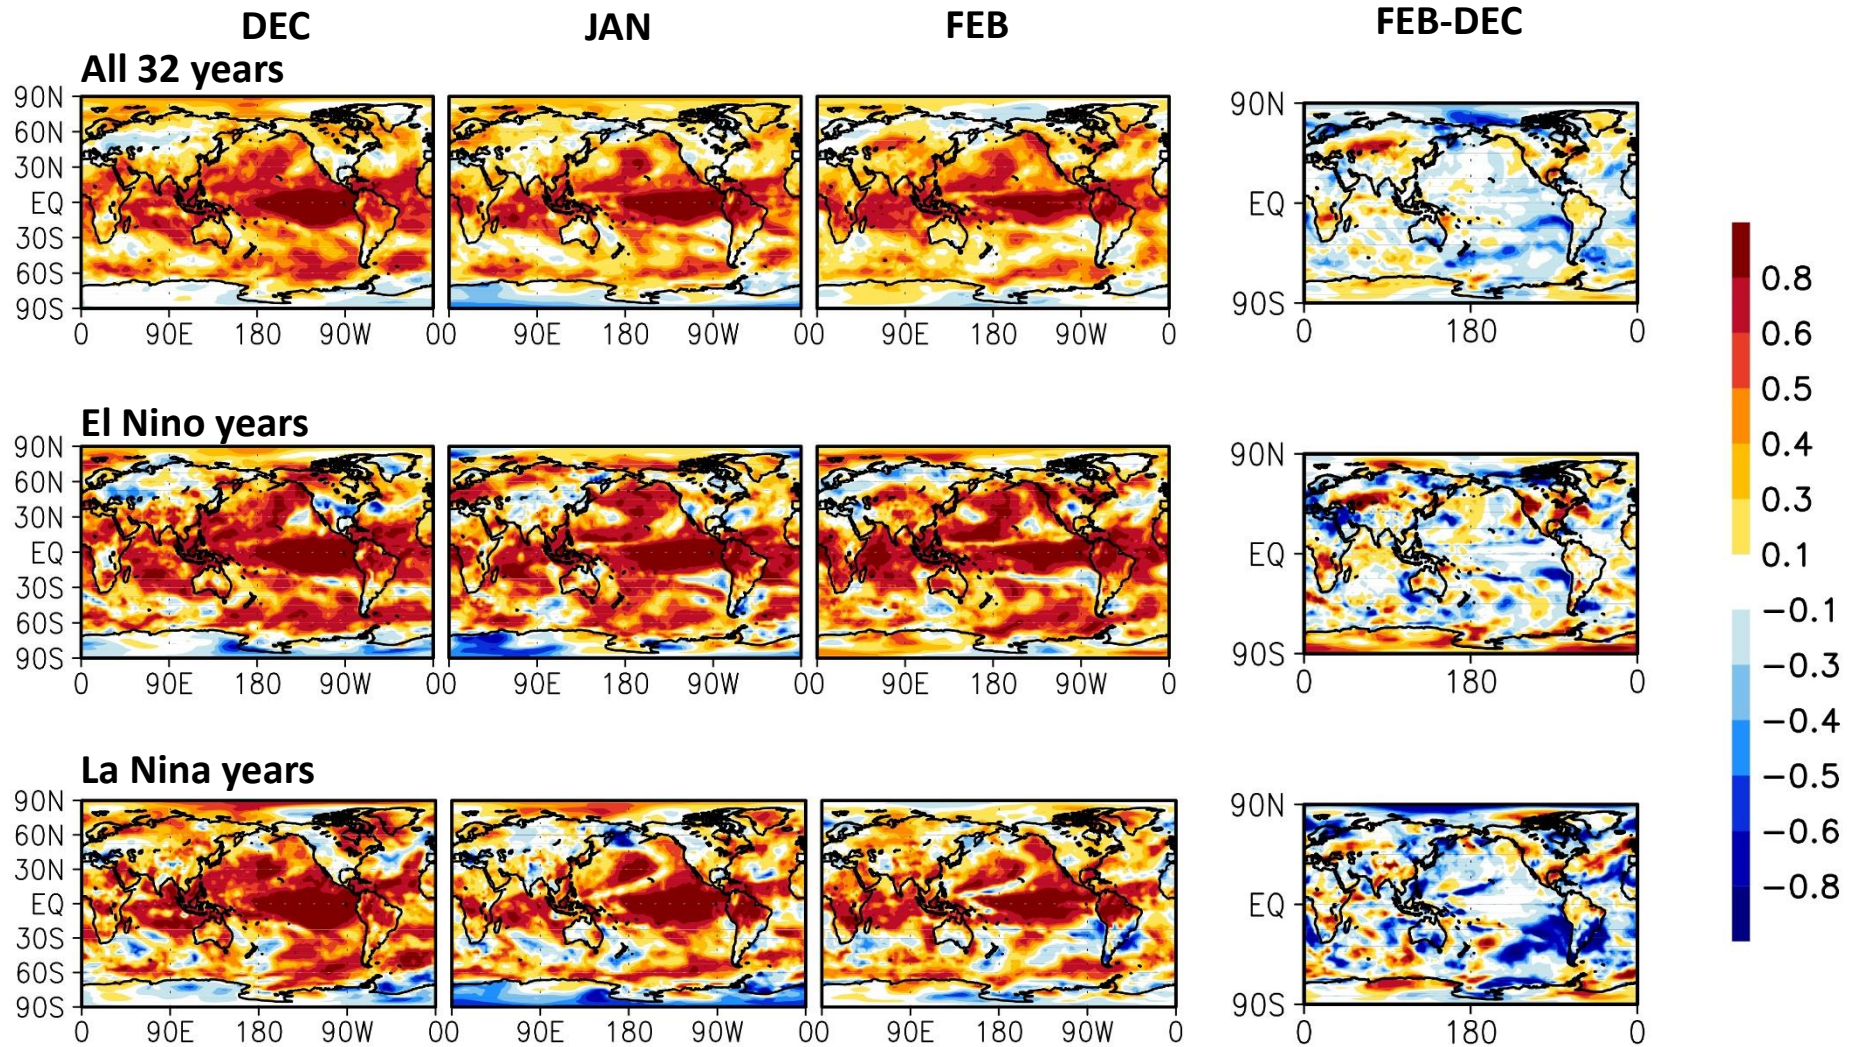 DEC JAN FEB FEB-DEC
All 32 years
90N
60N
30N
EQ
30S
60S
90S
0 90E 180 90W 00 90E 180 90W 00 90E 180 90W 0
90N
EQ
90S
0 180 0
El Nino years
90N
60N
30N
EQ
30S
60S
90S
0 90E 180 90W 00 90E 180 90W 00 90E 180 90W 0
90N
EQ
90S
0 180 0
La Nina years
90N
60N
30N
EQ
30S
60S
90S
0 90E 180 90W 00 90E 180 90W 00 90E 180 90W 0
90N
EQ
90S
0 180 0
0.8
0.6
0.5
0.4
0.3
0.1
−0.1
−0.3
−0.4
−0.5
−0.6
−0.8